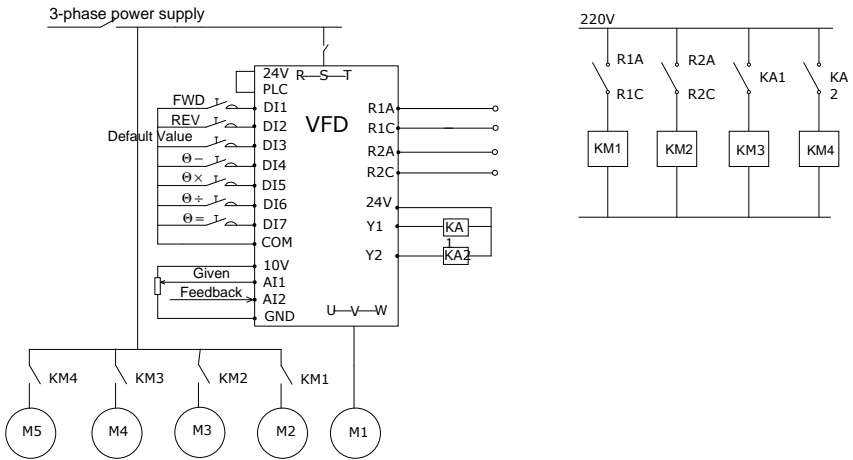 3-phase power supply
24V
R S T
PLC
FWD
DI1
REV
DI2
Default Value
DI3
Θ−
DI4
Θ×
DI5
Θ÷
DI6
Θ=
DI7
COM
10V
Given
AI1
Feedback
AI2
GND
VFD
R1A
R1C
R2A
R2C
24V
Y1
KA
1
Y2
KA2
U V W
KM4
KM3
KM2
KM1
M5
M4
M3
M2
M1
220V
R1A
R2A
KA1
KA
2
R1C
R2C
KM1
KM2
KM3
KM4